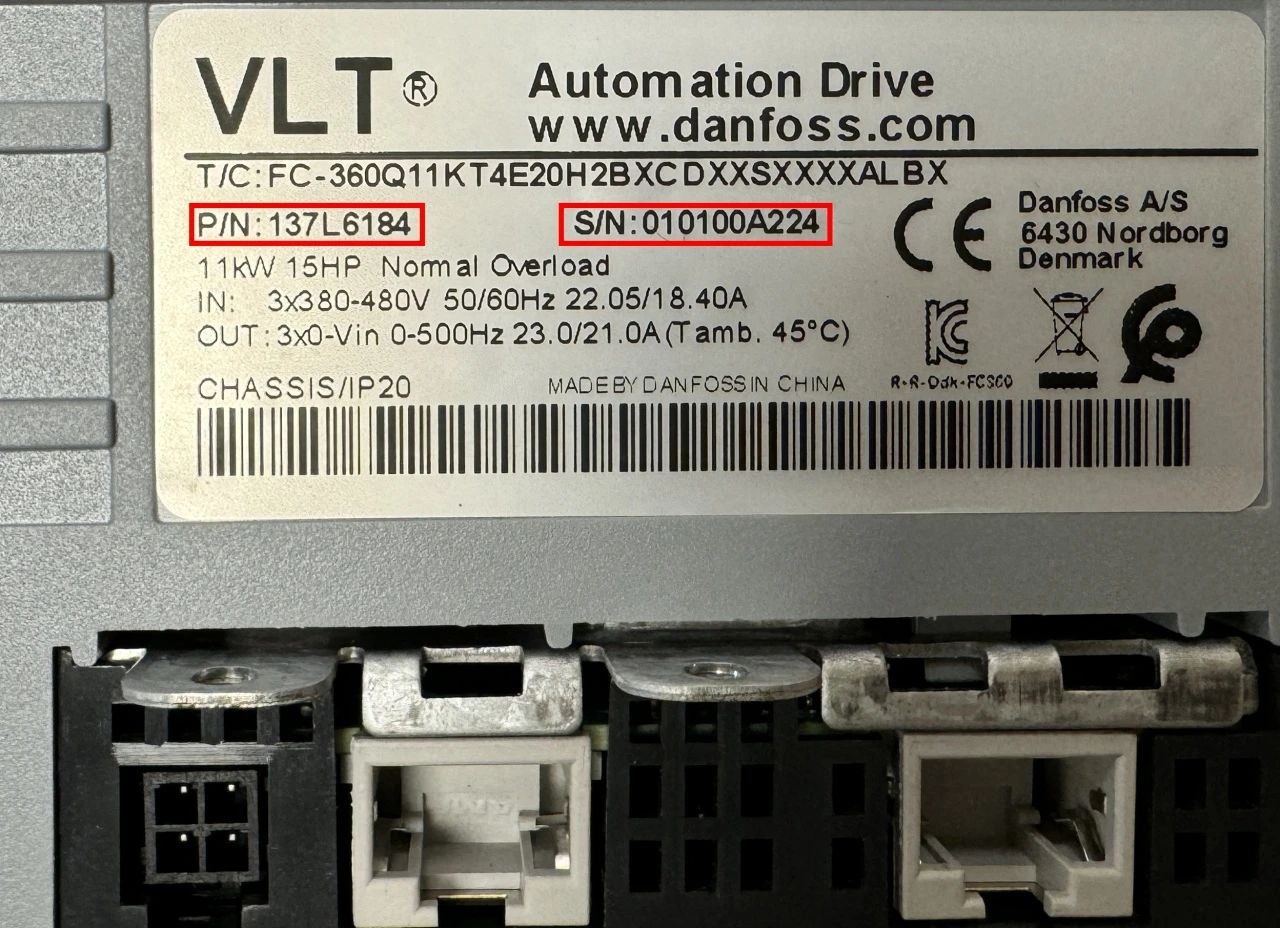 VLT®
Automation Drive
www.danfoss.com
T/C:FC-360Q11KT4E20H2BXCDXXSXXXXALBX
P/N:137L6184 S/N:010100A224
11kW 15HP Normal Overload
IN: 3x380-480V 50/60Hz 22.05/18.40A
OUT:3x0-Vin 0-500Hz 23.0/21.0A(Tamb. 45°C)
CHASSIS/IP20 MADE BY DANFOSS IN CHINA
CE
Danfoss A/S
6430 Nordborg
Denmark